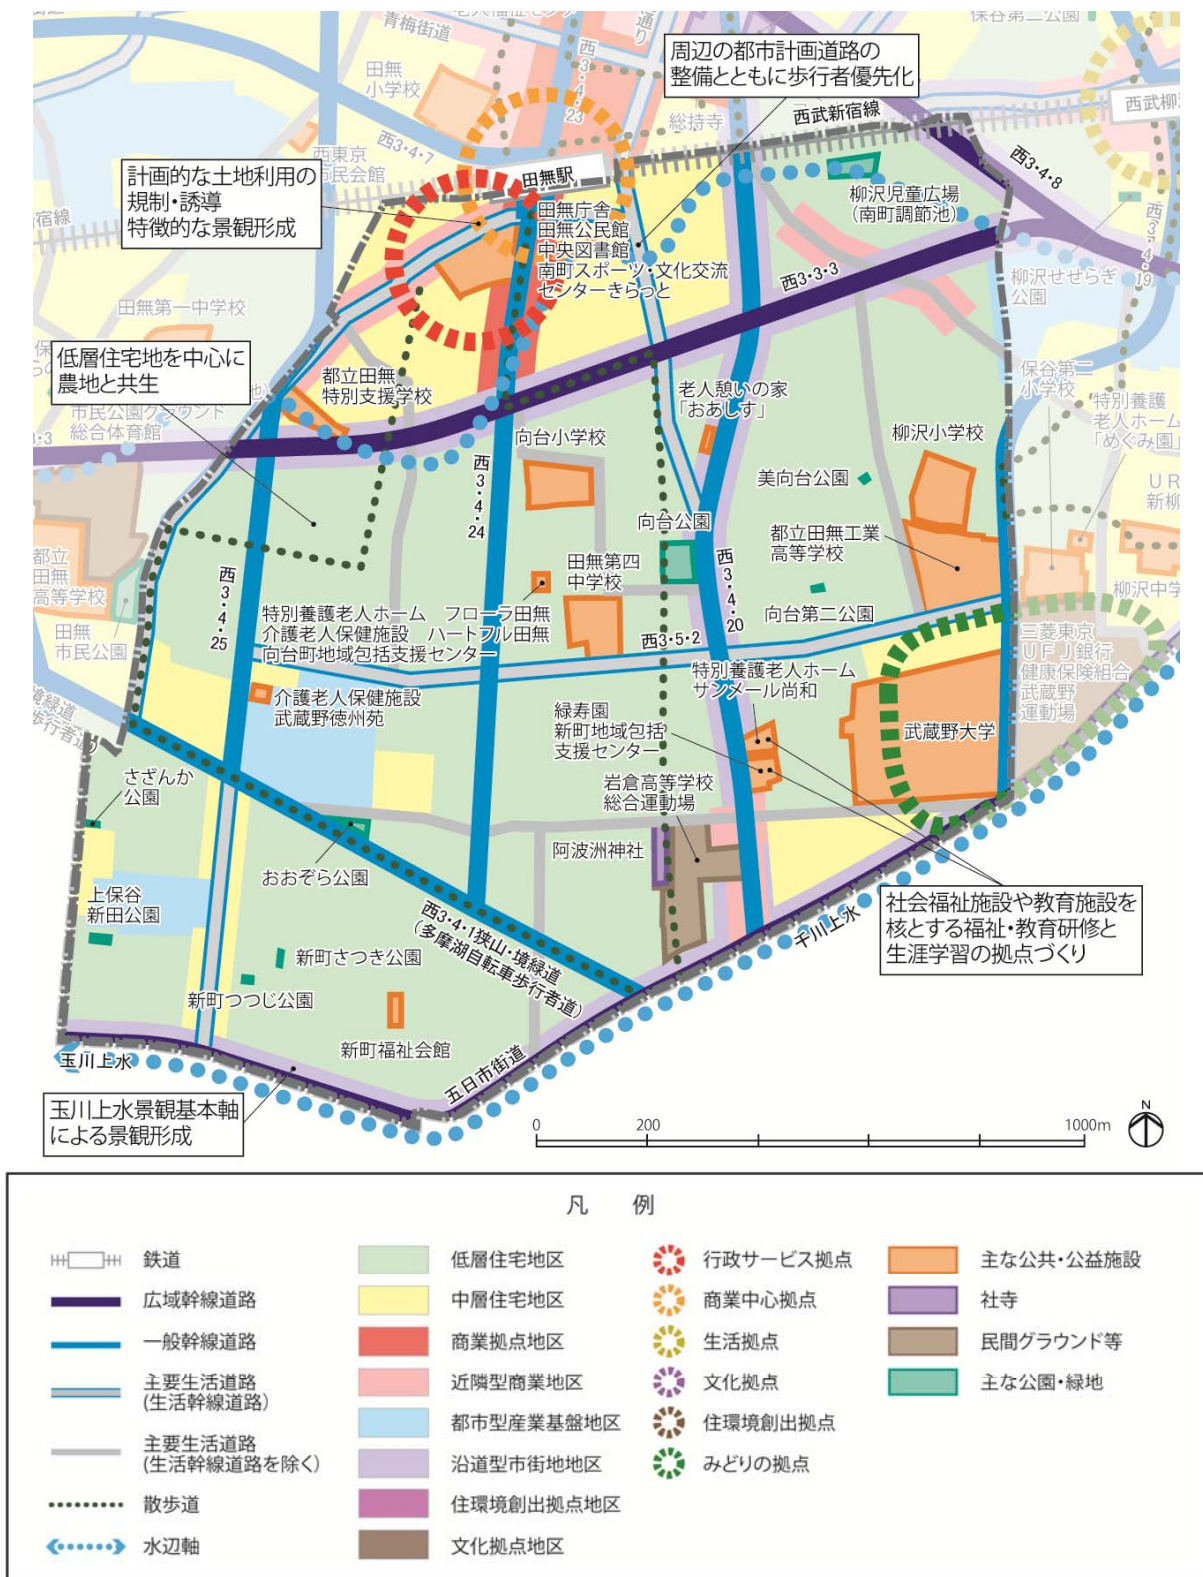 青梅街道
老人福祉センター
通り
保谷第二公園
田無
小学校
西3・4・23
総持寺
西武新宿線
西武柳
西3・4・7
西東京
市民会館
田無駅
周辺の都市計画道路の
整備とともに歩行者優先化
計画的な土地利用の
規制・誘導
特徴的な景観形成
宿線
田無庁舎
田無公民館
中央図書館
南町スポーツ・文化交流
センターきらっと
柳沢児童広場
(南町調節池)
西3・4・8
西3・4・19
柳沢せせらぎ
公園
西3・3・3
田無第一中学校
低層住宅地を中心に
農地と共生
都立田無
特別支援学校
市民公園グラウンド
総合体育館
3・3
老人憩いの家
「おあしす」
保谷第二
小学校
特別養護
老人ホーム
「めぐみ園」
UR
新柳
向台小学校
柳沢小学校
西3・4・24
美向台公園
向台公園
都立田無工業
高等学校
田無第四
中学校
都立
田無
高等学校
田無
市民公園
西3・4・25
特別養護老人ホーム フローラ田無
介護老人保健施設 ハートフル田無
向台町地域包括支援センター
西3・5・2
西3・4・20
向台第二公園
柳沢中学
三菱東京
UFJ銀行
健康保険組合
武蔵野
運動場
特別養護老人ホーム
サンメール尚和
介護老人保健施設
武蔵野徳州苑
緑寿園
新町地域包括
支援センター
武蔵野大学
境緑道
歩行者道)
さざんか
公園
岩倉高等学校
総合運動場
阿波洲神社
おおぞら公園
上保谷
新田公園
西3・4・1狭山・境緑道
(多摩湖自転車歩行者道)
千川上水
社会福祉施設や教育施設を
核とする福祉・教育研修と
生涯学習の拠点づくり
新町さつき公園
新町つつじ公園
新町福祉会館
玉川上水
五日市街道
玉川上水景観基本軸
による景観形成
0 200 1000m
N
凡 例
鉄道
広域幹線道路
一般幹線道路
主要生活道路
(生活幹線道路)
主要生活道路
(生活幹線道路を除く)
散歩道
水辺軸
低層住宅地区
中層住宅地区
商業拠点地区
近隣型商業地区
都市型産業基盤地区
沿道型市街地地区
住環境創出拠点地区
文化拠点地区
行政サービス拠点
商業中心拠点
生活拠点
文化拠点
住環境創出拠点
みどりの拠点
主な公共・公益施設
社寺
民間グラウンド等
主な公園・緑地